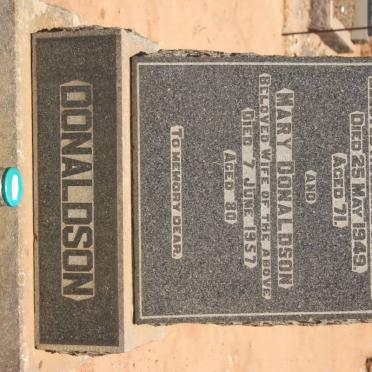 DIED 25 MAY 1949,
AGED 71,
AND
MARY DONALDSON
BELOVED WIFE OF THE ABOVE,
DIED 7 JUNE 1957
AGED 80
TO MEMORY DEAR.
DONALDSON